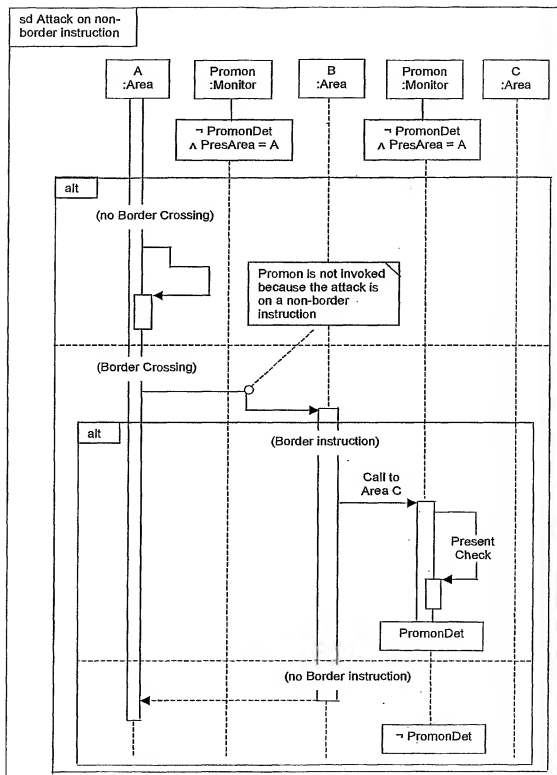 sd Attack on non-
border instruction
A
:Area
Promon
:Monitor
B
:Area
Promon
:Monitor
C
:Area
¬ PromonDet
∧ PresArea = A
¬ PromonDet
∧ PresArea = A
alt
(no Border Crossing)
Promon is not invoked
because the attack is
on a non-border
instruction
(Border Crossing)
alt
(Border instruction)
Call to
Area C
Present
Check
PromonDet
(no Border instruction)
¬ PromonDet